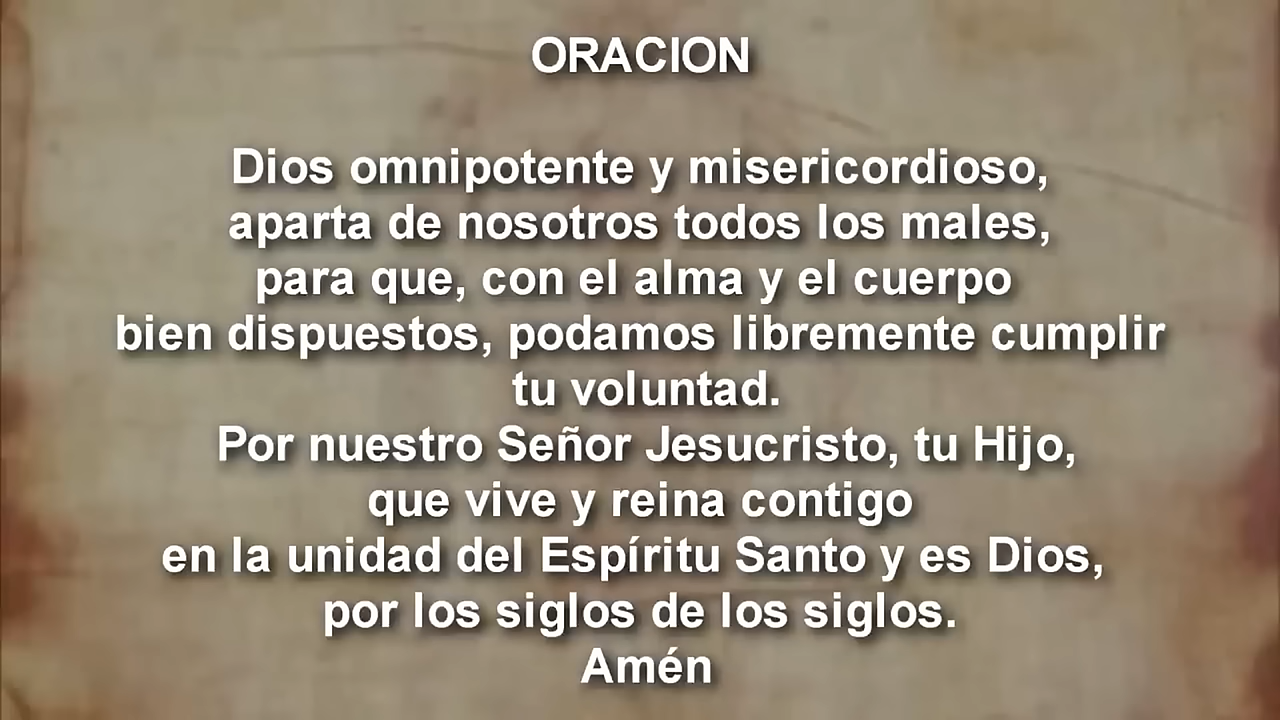 ORACION
Dios omnipotente y misericordioso,
aparta de nosotros todos los males,
para que, con el alma y el cuerpo
bien dispuestos, podamos libremente cumplir
tu voluntad.
Por nuestro Señor Jesucristo, tu Hijo,
que vive y reina contigo
en la unidad del Espíritu Santo y es Dios,
por los siglos de los siglos.
Amén